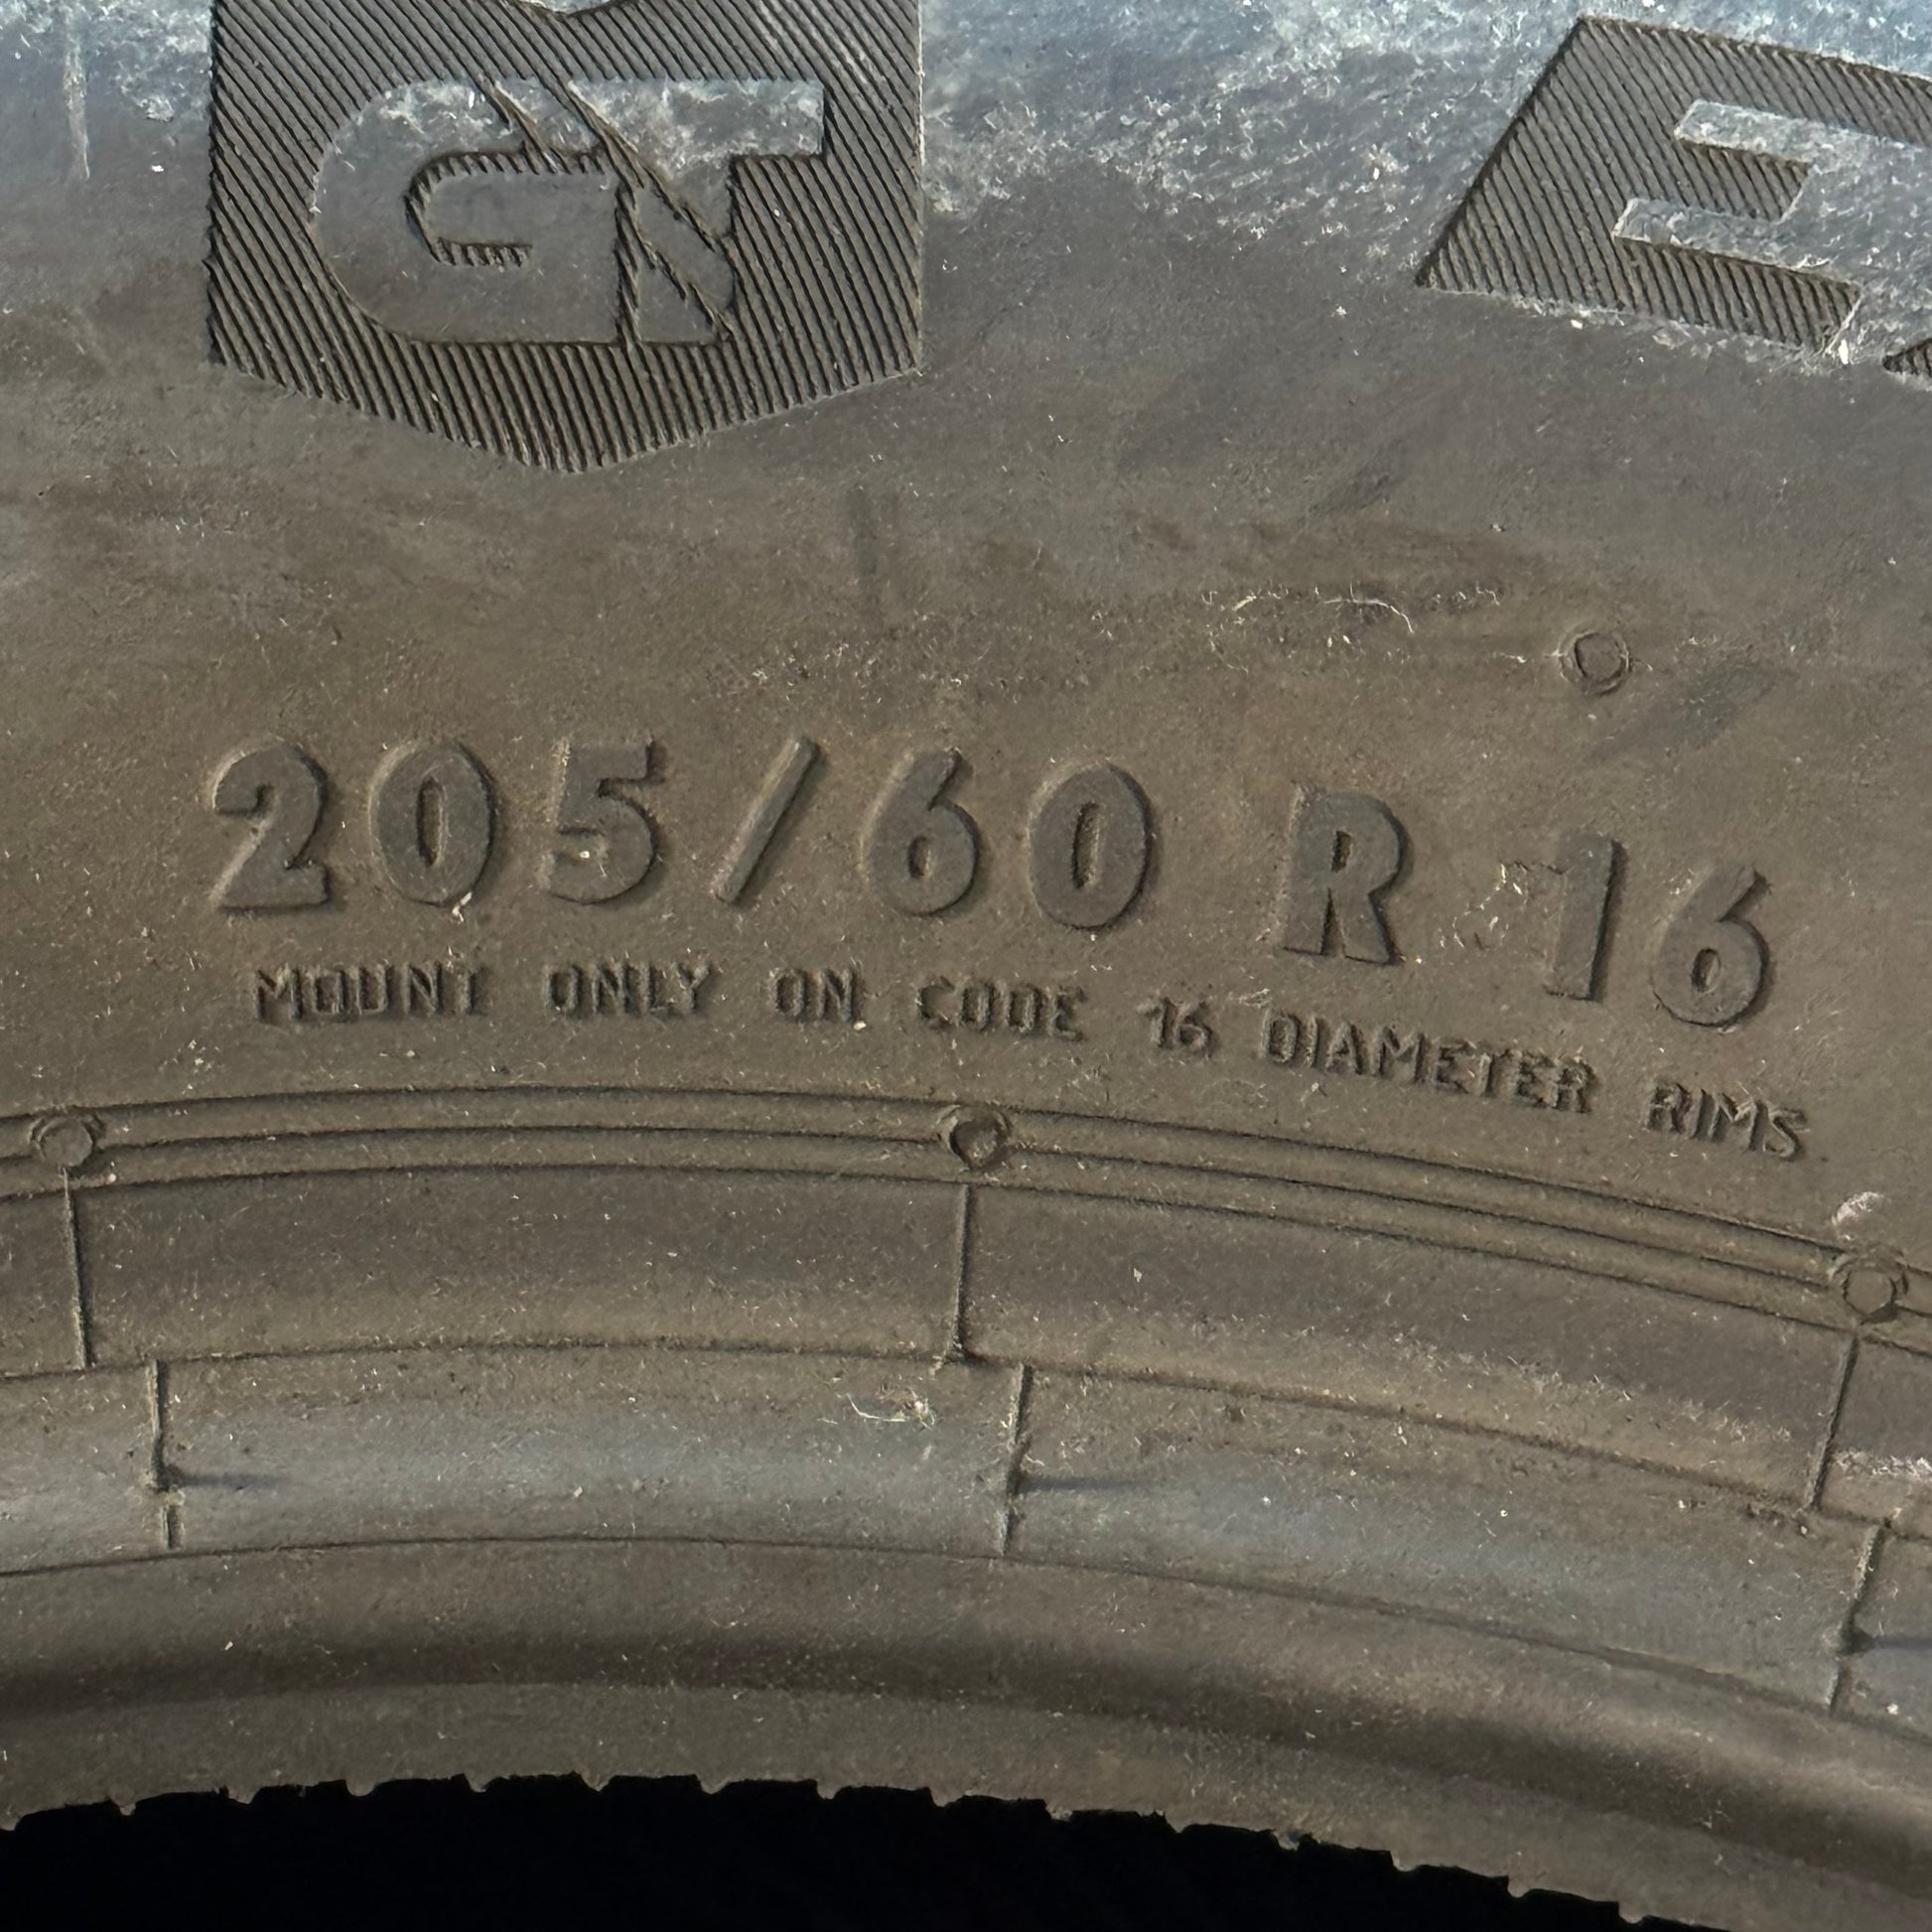 GT
205/60 R 16
MOUNT ONLY ON CODE 16 DIAMETER RIMS